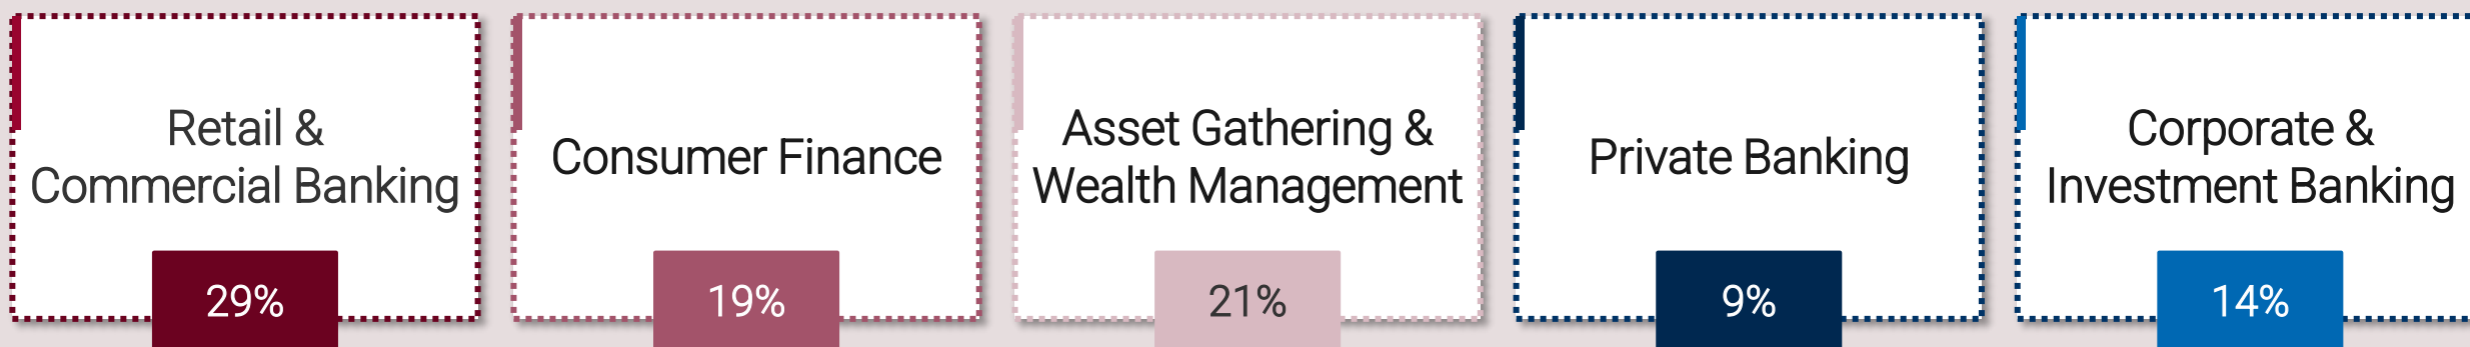 Retail &
Commercial Banking
29%
Consumer Finance
19%
Asset Gathering &
Wealth Management
21%
Private Banking
9%
Corporate &
Investment Banking
14%